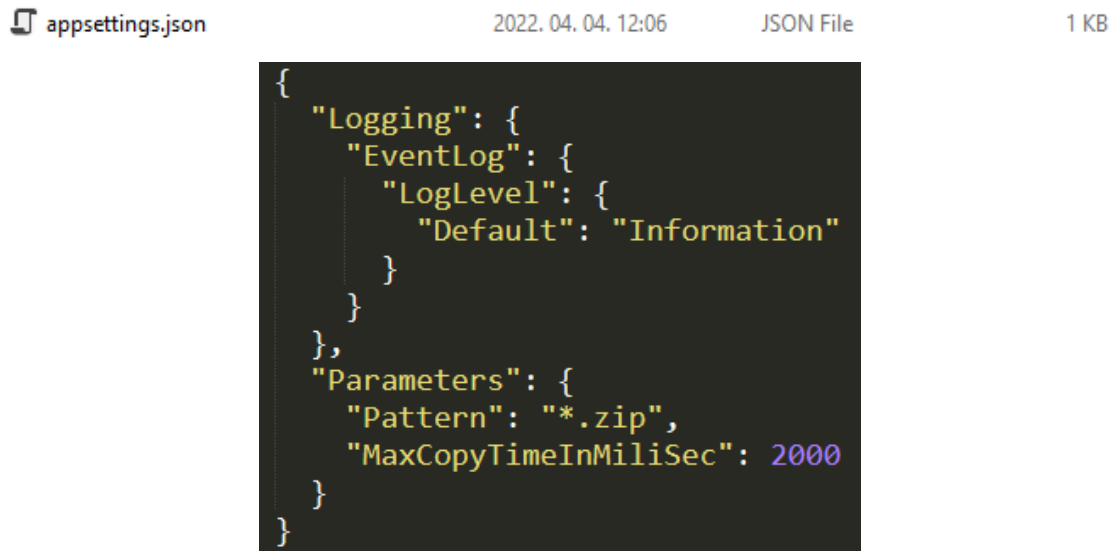 appsettings.json 2022. 04. 04. 12:06 JSON File 1 KB
{
  "Logging": {
    "EventLog": {
      "LogLevel": {
        "Default": "Information"
      }
    }
  },
  "Parameters": {
    "Pattern": "*.zip",
    "MaxCopyTimeInMiliSec": 2000
  }
}